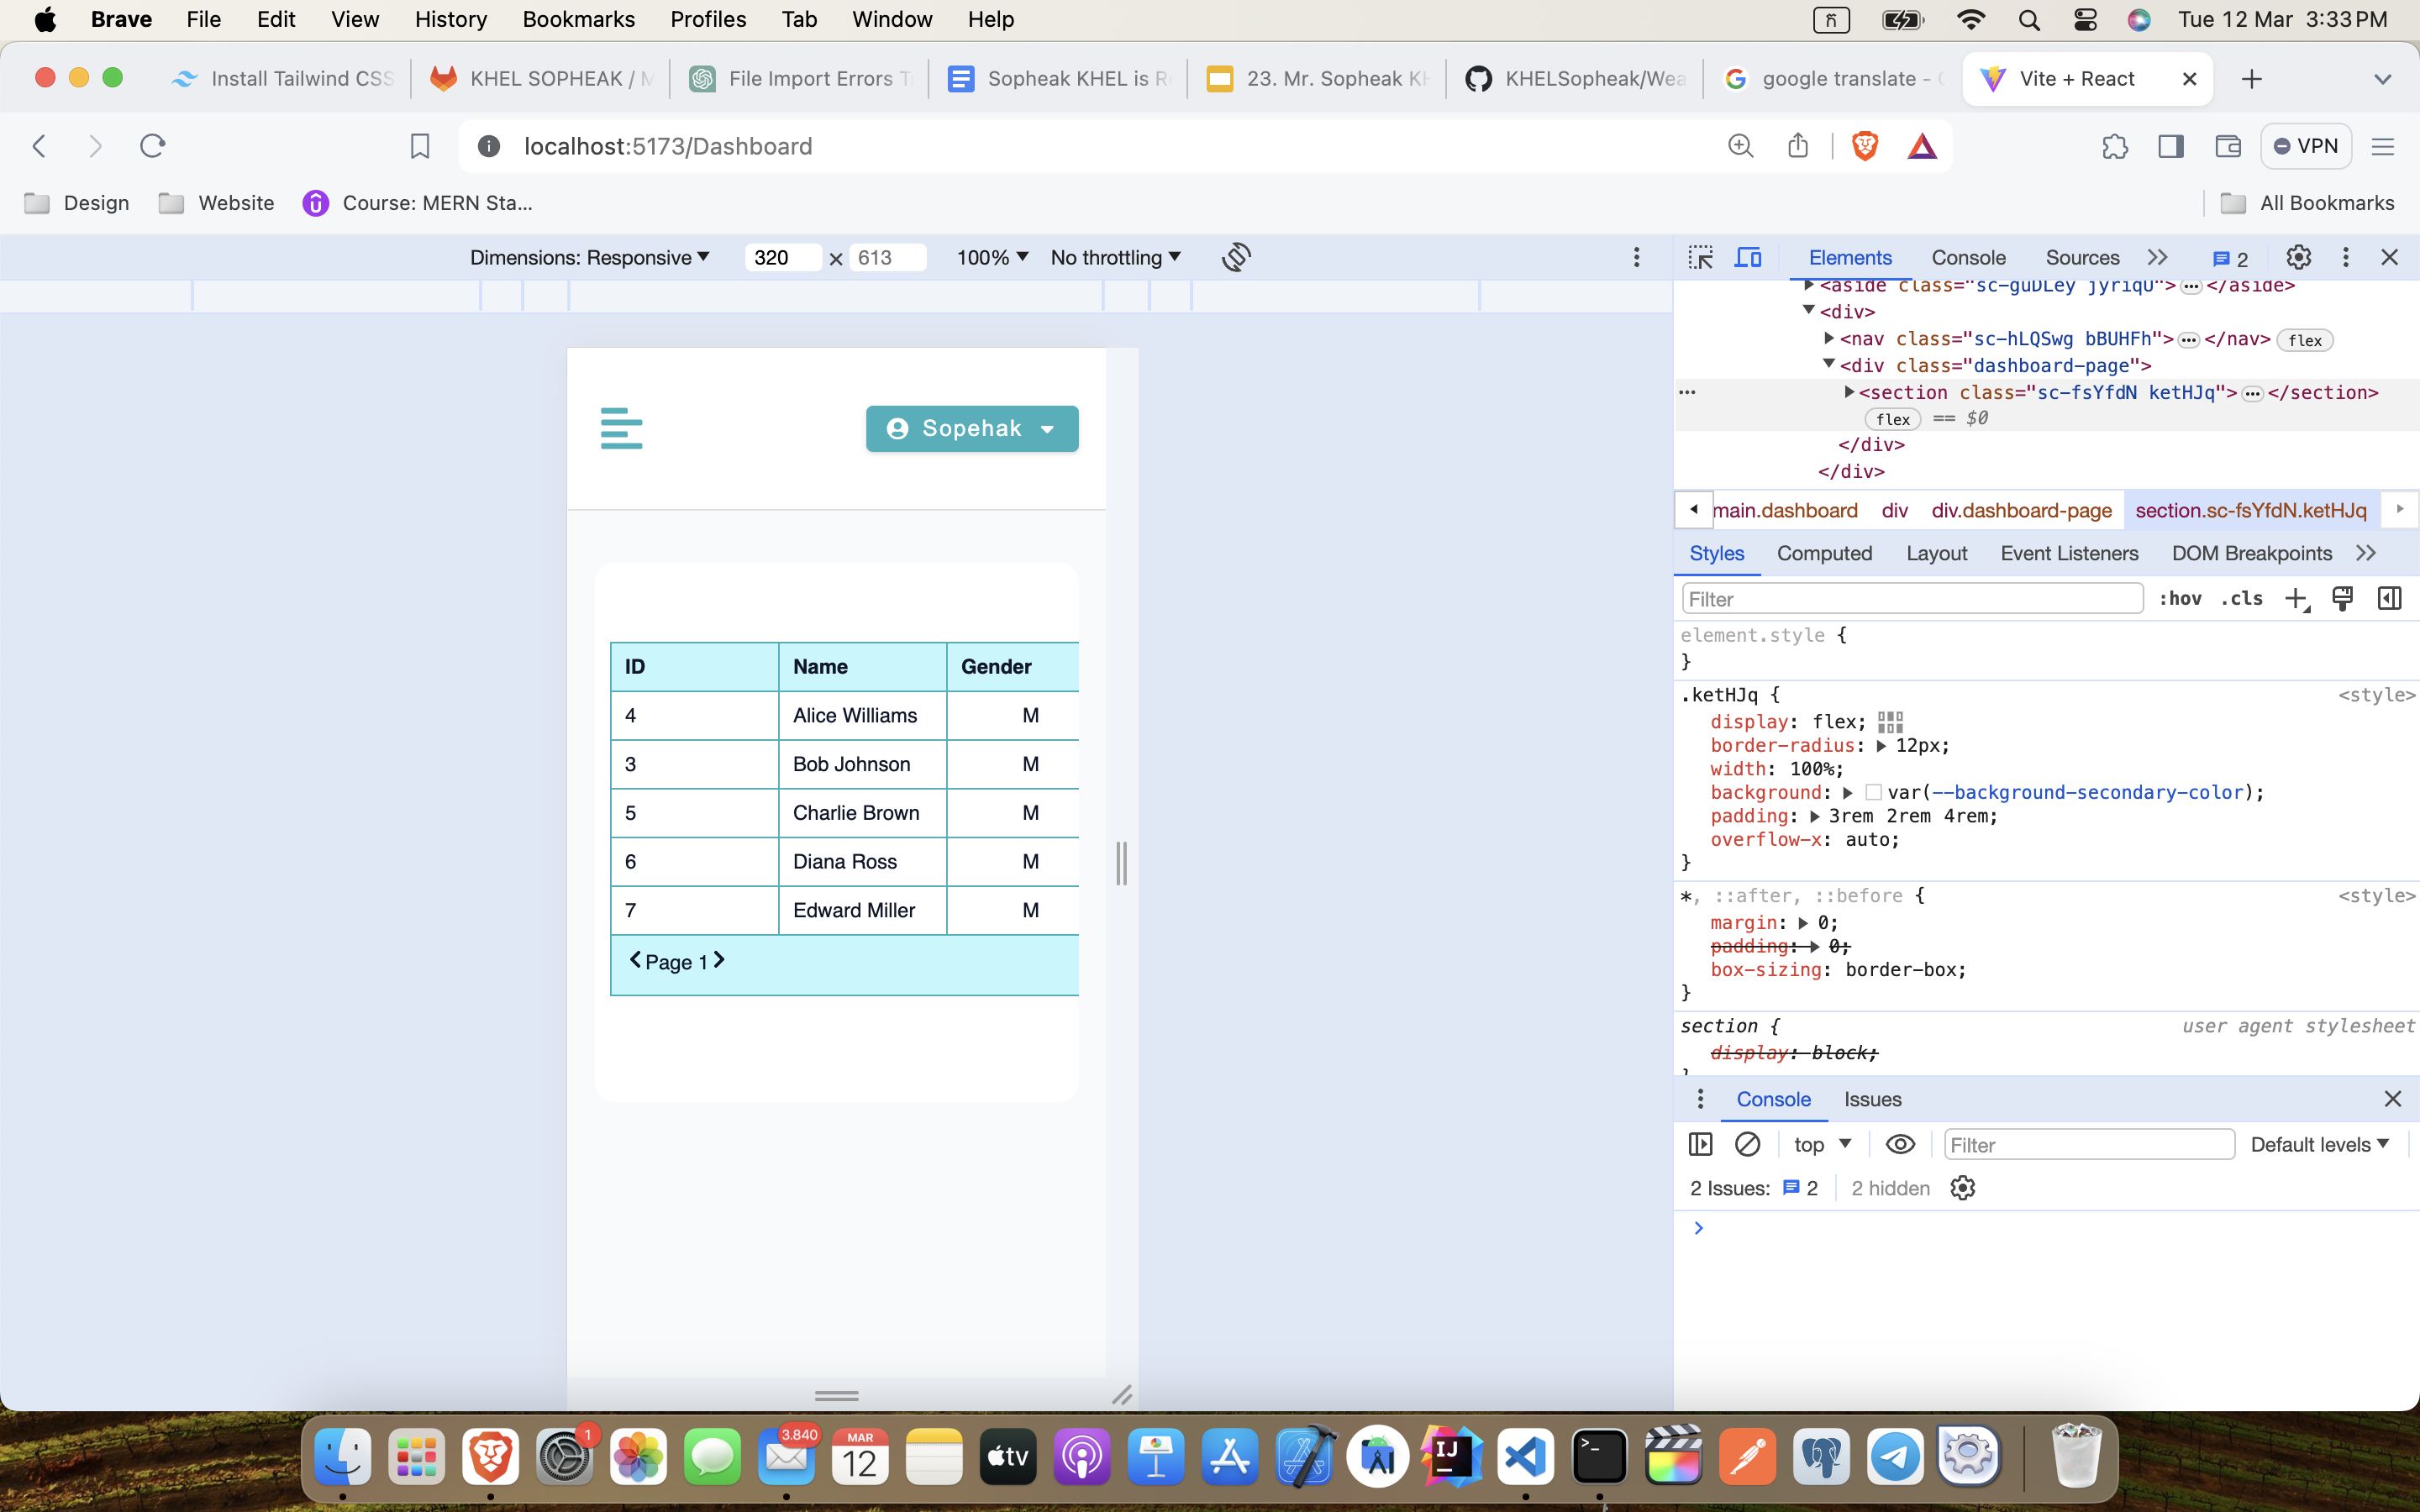 Brave File Edit View History Bookmarks Profiles Tab Window Help ñ Tue 12 Mar 3:33 PM
Install Tailwind CSS KHEL SOPHEAK / M File Import Errors T Sopheak KHEL is R 23. Mr. Sopheak KH KHELSopheak/Wea google translate - Vite + React
localhost:5173/Dashboard VPN
Design Website Course: MERN Sta... All Bookmarks
Dimensions: Responsive 320 × 613 100% No throttling
Elements Console Sources 2
<aside class="sc-guDLey jyriqU">…</aside>
<div>
<nav class="sc-hLQSwg bBUHFh">…</nav> flex
<div class="dashboard-page">
<section class="sc-fsYfdN ketHJq">…</section>
flex == $0
</div>
</div>
main.dashboard div div.dashboard-page section.sc-fsYfdN.ketHJq
Styles Computed Layout Event Listeners DOM Breakpoints
Filter :hov .cls
element.style {
}
.ketHJq { <style>
display: flex;
border-radius: 12px;
width: 100%;
background: var(--background-secondary-color);
padding: 3rem 2rem 4rem;
overflow-x: auto;
}
*, ::after, ::before { <style>
margin: 0;
padding: 0;
box-sizing: border-box;
}
section { user agent stylesheet
display: block;
}
Console Issues
top Filter Default levels
2 Issues: 2 2 hidden
Sopehak
ID Name Gender
4 Alice Williams M
3 Bob Johnson M
5 Charlie Brown M
6 Diana Ross M
7 Edward Miller M
Page 1
1
3.840
MAR
12
tv
IJ